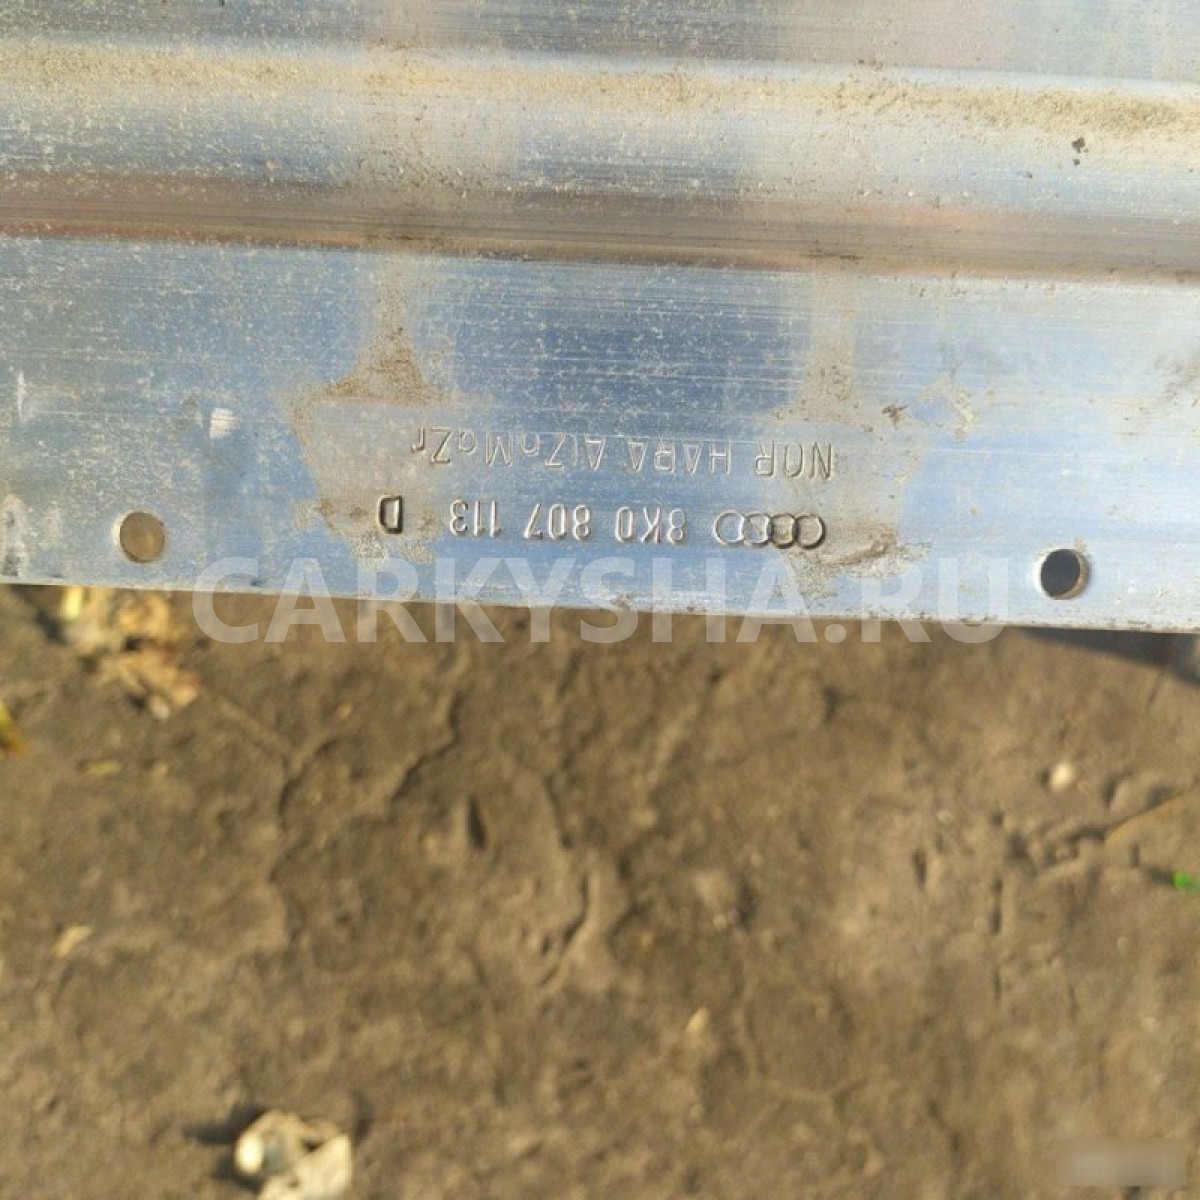 8K0 807 113 D
NOR HARA AlZnMgZr
CARKYSHA.RU